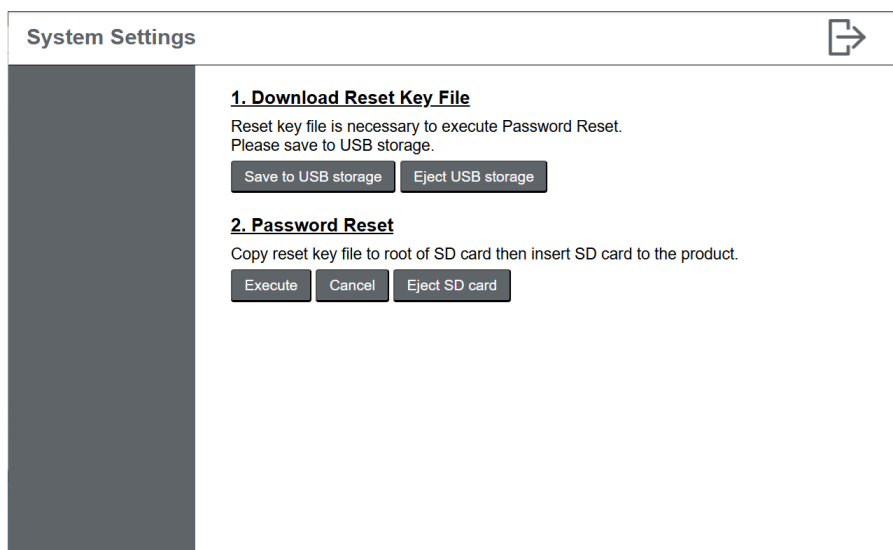 System Settings
1. Download Reset Key File
Reset key file is necessary to execute Password Reset.
Please save to USB storage.
Save to USB storage Eject USB storage
2. Password Reset
Copy reset key file to root of SD card then insert SD card to the product.
Execute Cancel Eject SD card